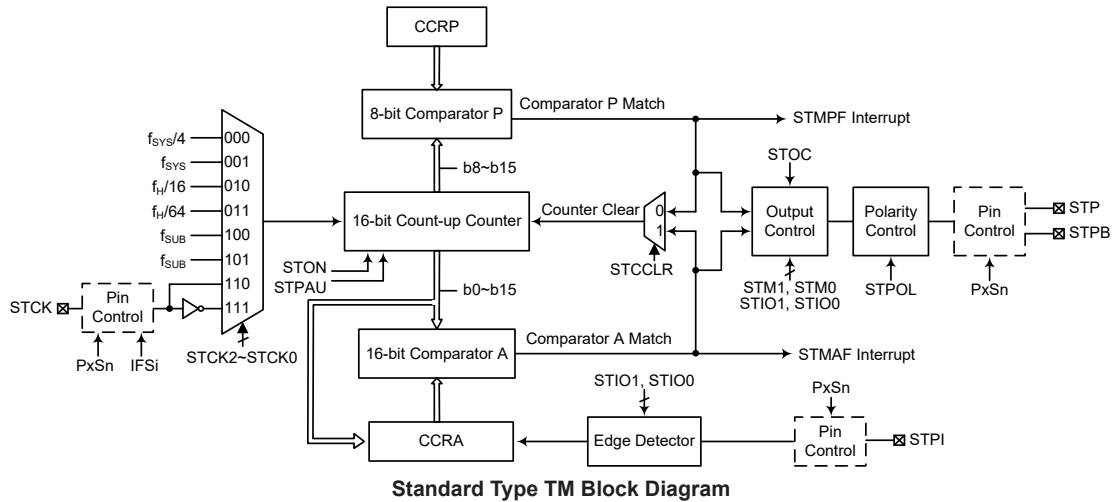 CCRP
8-bit Comparator P
Comparator P Match
STMPF Interrupt
b8~b15
fSYS/4
000
fSYS
001
fH/16
010
fH/64
011
fSUB
100
fSUB
101
110
111
STCK
Pin
Control
PxSn
IFSi
STCK2~STCK0
16-bit Count-up Counter
STON
STPAU
Counter Clear
0
1
STCCLR
STOC
Output
Control
STM1, STM0
STIO1, STIO0
Polarity
Control
STPOL
Pin
Control
PxSn
STP
STPB
b0~b15
16-bit Comparator A
Comparator A Match
STMAF Interrupt
CCRA
STIO1, STIO0
Edge Detector
PxSn
Pin
Control
STPI
Standard Type TM Block Diagram